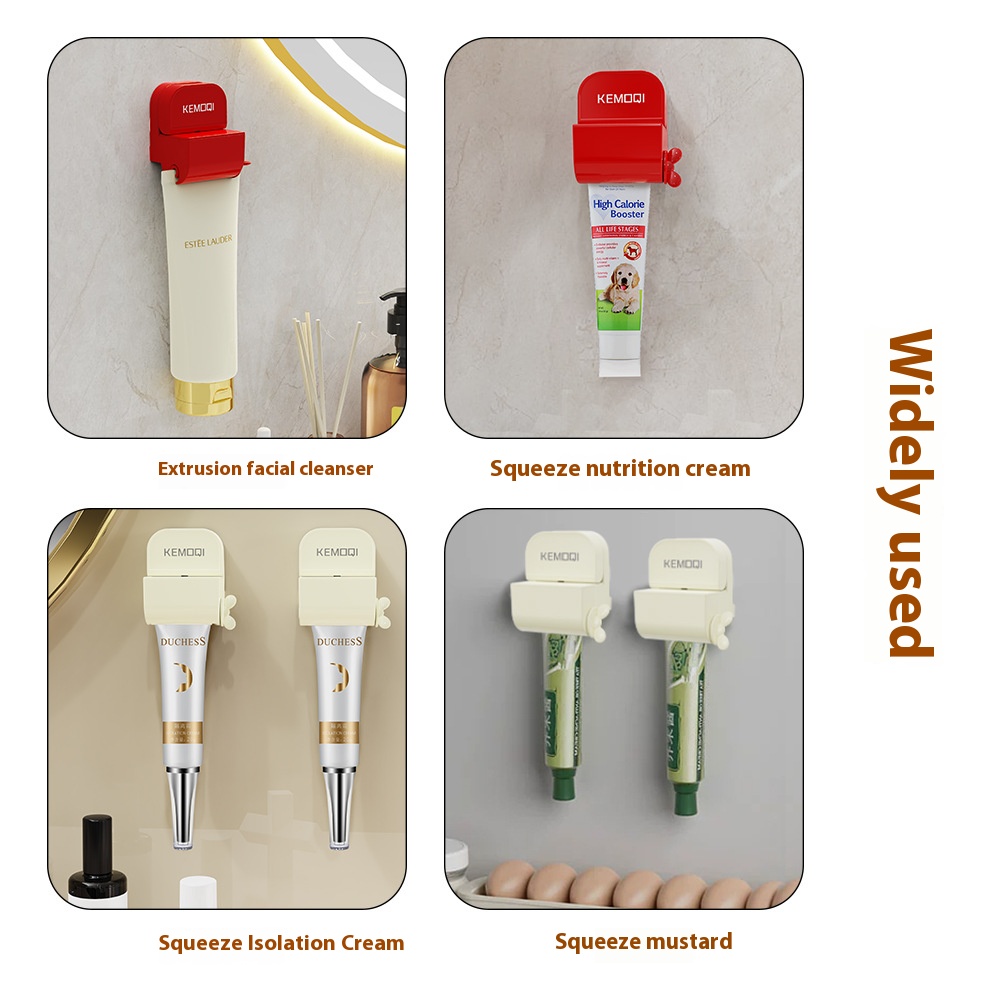 KEMOQI
ESTĒE LAUDER
Extrusion facial cleanser
KEMOQI
High Calorie
Booster
ALL LIFE STAGES
Squeeze nutrition cream
KEMOQI
DUCHESS
KEMOQI
DUCHESS
Squeeze Isolation Cream
KEMOQI
KEMOQI
Squeeze mustard
Widely used